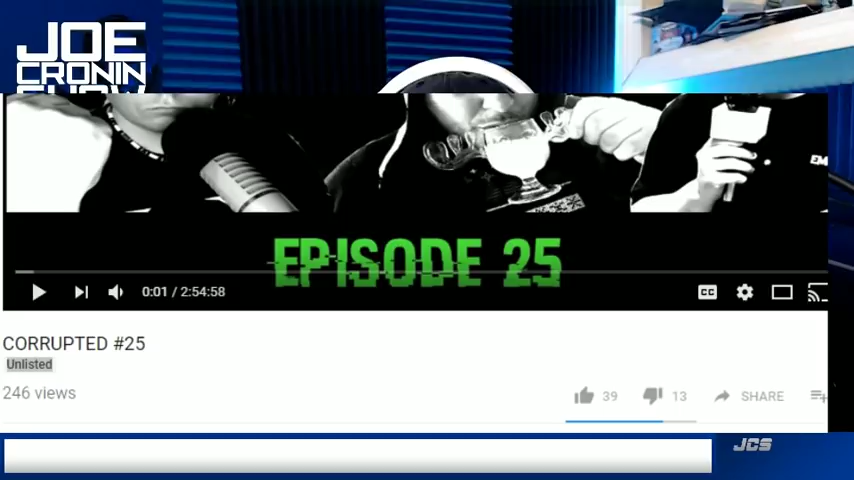 JOE
CRONIN
SHOW
EPISODE 25
0:01 / 2:54:58
CC
CORRUPTED #25
Unlisted
246 views
39
13
SHARE
JCS